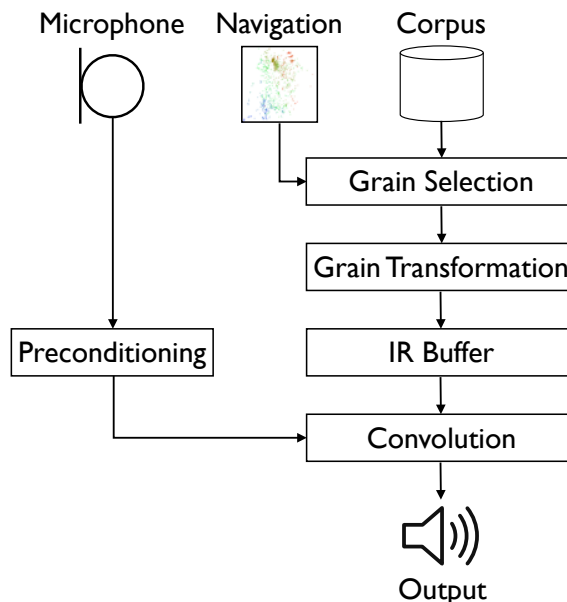 Microphone
Navigation
Corpus
Grain Selection
Grain Transformation
Preconditioning
IR Buffer
Convolution
Output